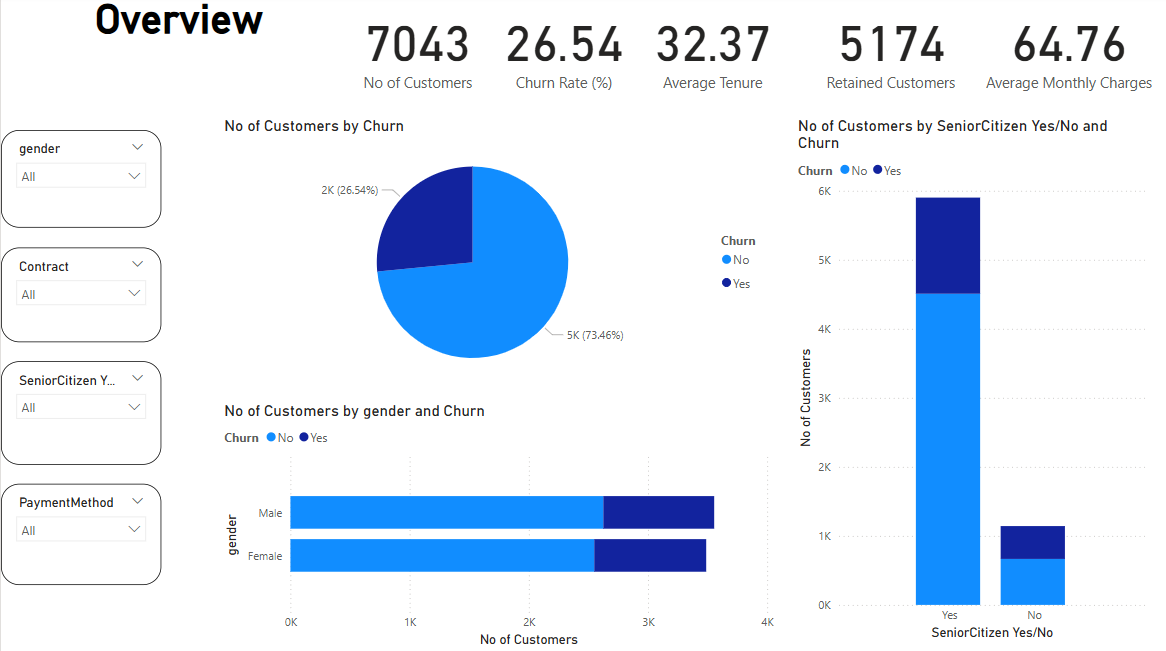 Overview
7043
No of Customers
26.54
Churn Rate (%)
32.37
Average Tenure
5174
Retained Customers
64.76
Average Monthly Charges
gender
All
Contract
All
SeniorCitizen Y...
All
PaymentMethod
All
No of Customers by Churn
2K (26.54%)
5K (73.46%)
Churn
No
Yes
No of Customers by gender and Churn
Churn No Yes
gender
Male
Female
0K 1K 2K 3K 4K
No of Customers
No of Customers by SeniorCitizen Yes/No and
Churn
Churn No Yes
No of Customers
6K
5K
4K
3K
2K
1K
0K
Yes No
SeniorCitizen Yes/No